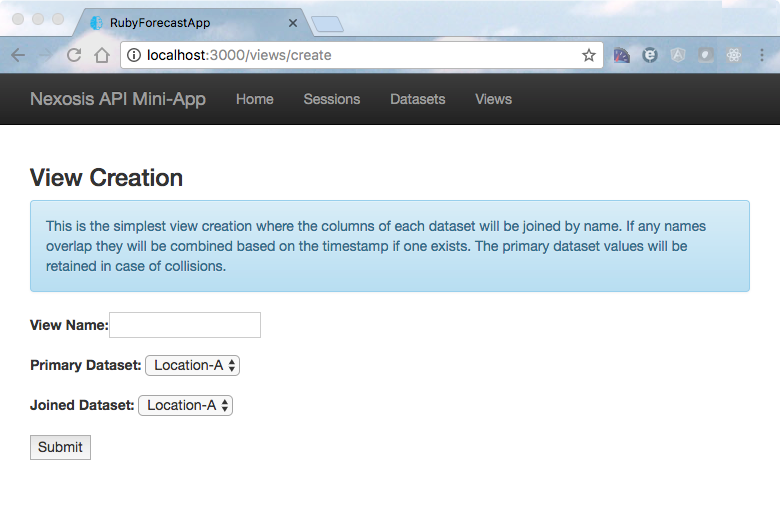 RubyForecastApp
localhost:3000/views/create
Nexosis API Mini-App Home Sessions Datasets Views
View Creation
This is the simplest view creation where the columns of each dataset will be joined by name. If any names
overlap they will be combined based on the timestamp if one exists. The primary dataset values will be
retained in case of collisions.
View Name:
Primary Dataset: Location-A
Joined Dataset: Location-A
Submit